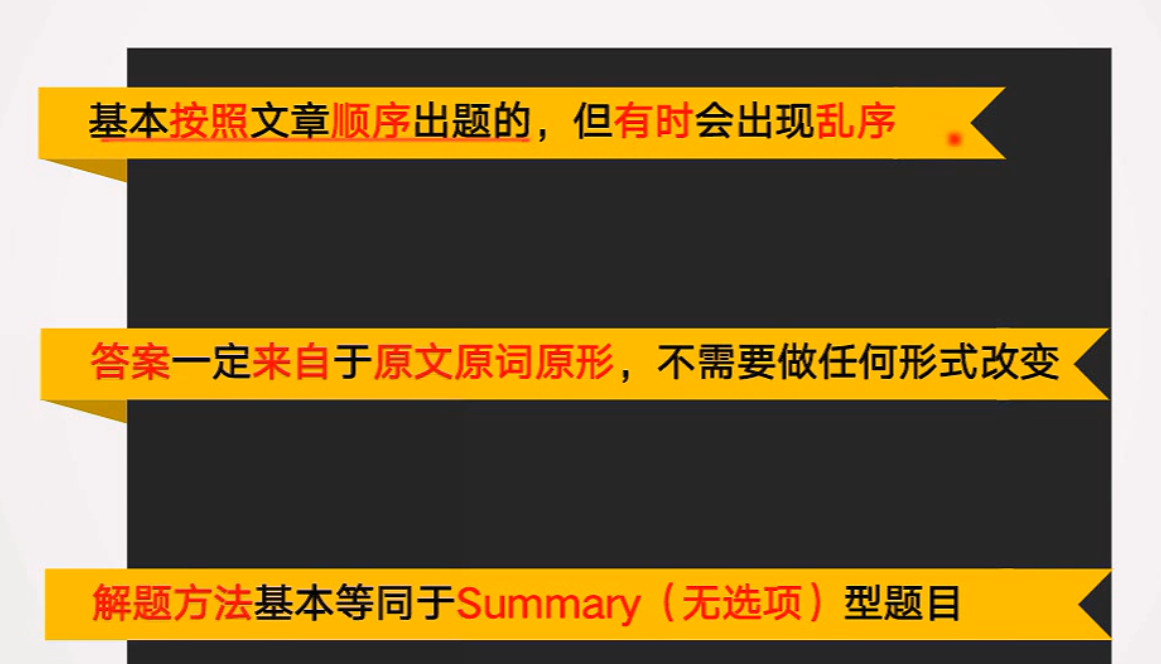 基本按照文章顺序出题的，但有时会出现乱序
答案一定来自于原文原词原形，不需要做任何形式改变
解题方法基本等同于Summary（无选项）型题目